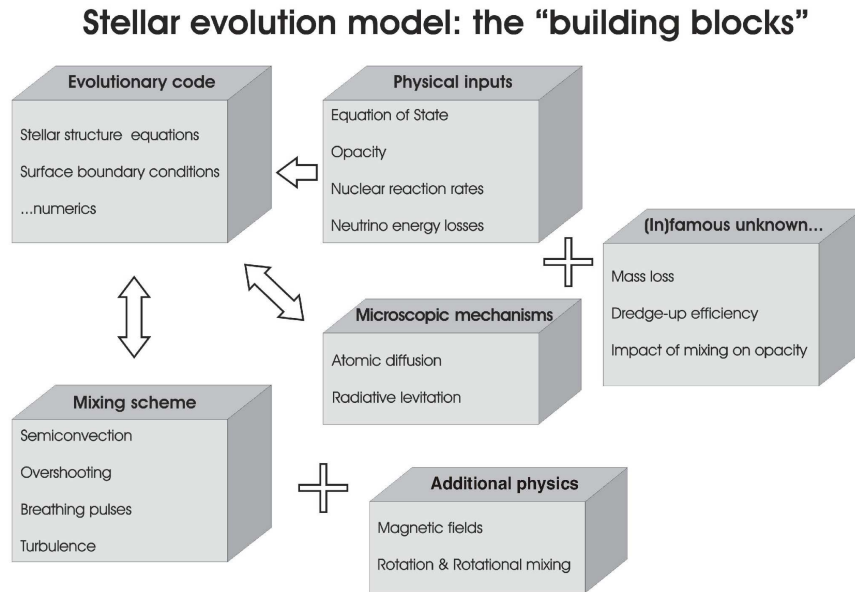 Stellar evolution model: the “building blocks”
Evolutionary code
Stellar structure equations
Surface boundary conditions
...numerics
Physical inputs
Equation of State
Opacity
Nuclear reaction rates
Neutrino energy losses
(In)famous unknown...
Mass loss
Dredge-up efficiency
Impact of mixing on opacity
Microscopic mechanisms
Atomic diffusion
Radiative levitation
Mixing scheme
Semiconvection
Overshooting
Breathing pulses
Turbulence
Additional physics
Magnetic fields
Rotation & Rotational mixing